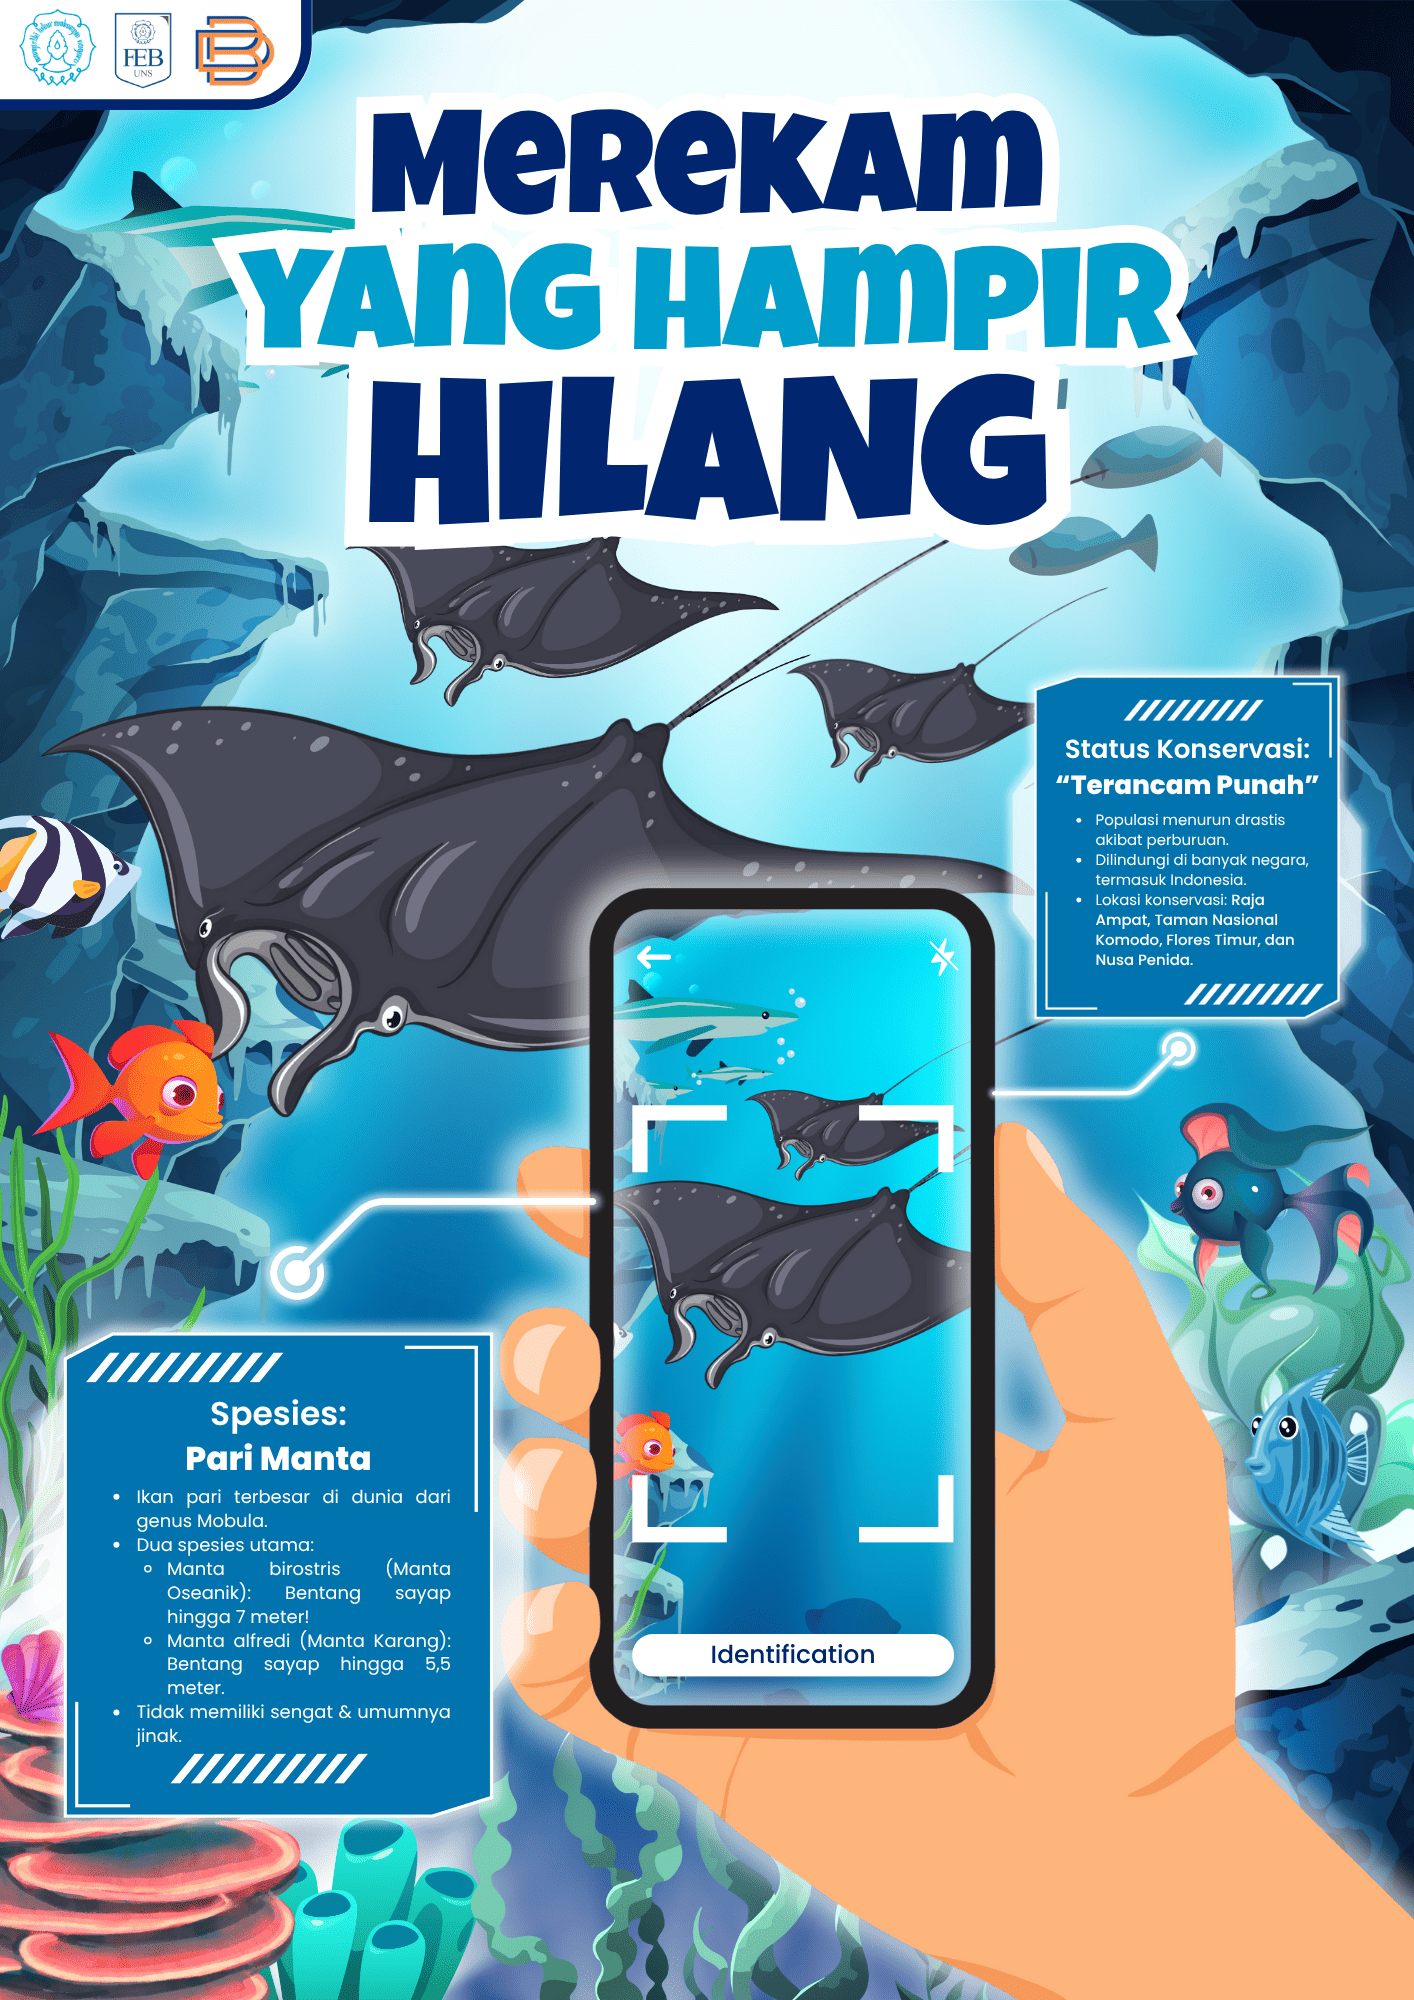 FEB
UNS
MEREKAM
YANG HAMPIR
HILANG
Status Konservasi:
“Terancam Punah”
• Populasi menurun drastis
akibat perburuan.
• Dilindungi di banyak negara,
termasuk Indonesia.
• Lokasi konservasi: Raja
Ampat, Taman Nasional
Komodo, Flores Timur, dan
Nusa Penida.
Spesies:
Pari Manta
• Ikan pari terbesar di dunia dari
genus Mobula.
• Dua spesies utama:
◦ Manta birostris (Manta
Oseanik): Bentang sayap
hingga 7 meter!
◦ Manta alfredi (Manta Karang):
Bentang sayap hingga 5,5
meter.
• Tidak memiliki sengat & umumnya
jinak.
Identification